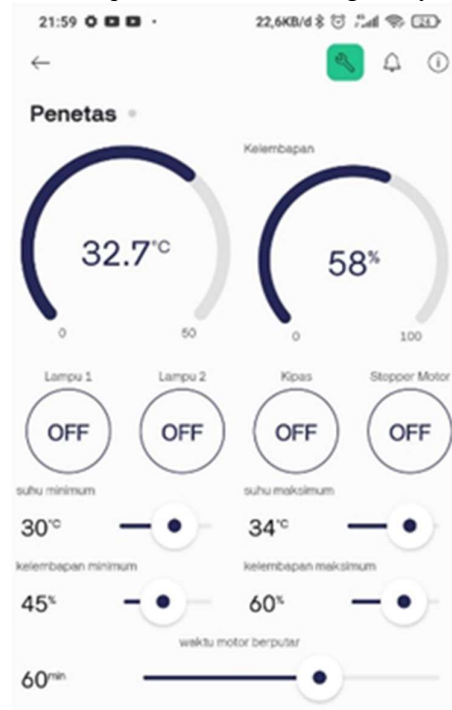 21:59 22,6KB/d 24
Penetas
Kelembapan
32.7°C
58%
0 50
0 100
Lampu 1 Lampu 2 Kipas Stepper Motor
OFF OFF OFF OFF
suhu minimum suhu maksimum
30°C 34°C
kelembapan minimum kelembapan maksimum
45% 60%
waktu motor berputar
60min